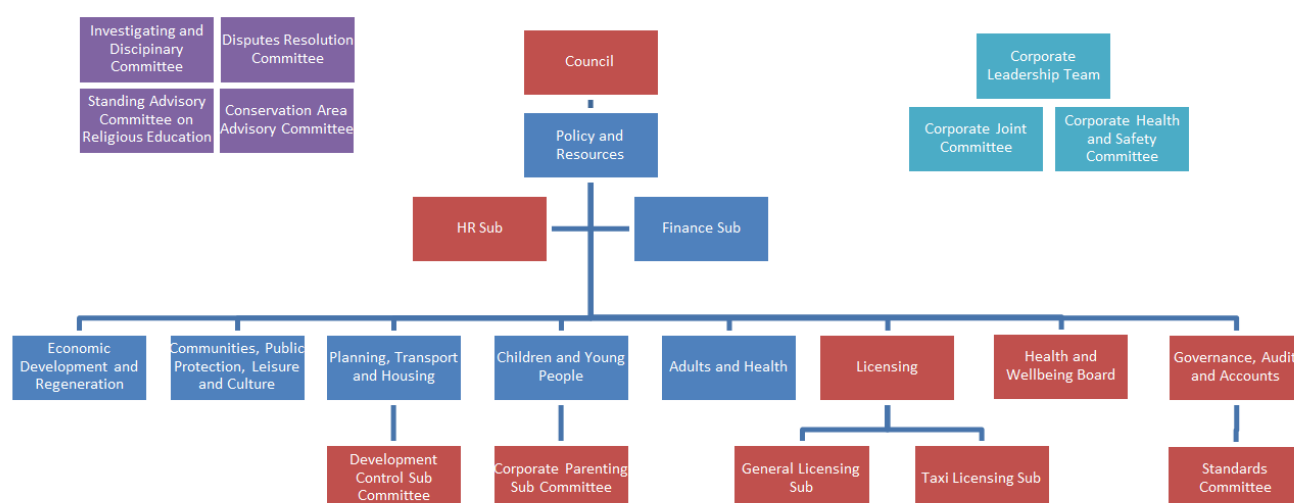 Investigating and
Discipinary
Committee
Disputes Resolution
Committee
Standing Advisory
Committee on
Religious Education
Conservation Area
Advisory Committee
Council
Policy and
Resources
Corporate
Leadership Team
Corporate Joint
Committee
Corporate Health
and Safety
Committee
HR Sub
Finance Sub
Economic
Development and
Regeneration
Communities, Public
Protection, Leisure
and Culture
Planning, Transport
and Housing
Children and Young
People
Adults and Health
Licensing
Health and
Wellbeing Board
Governance, Audit
and Accounts
Development
Control Sub
Committee
Corporate Parenting
Sub Committee
General Licensing
Sub
Taxi Licensing Sub
Standards
Committee